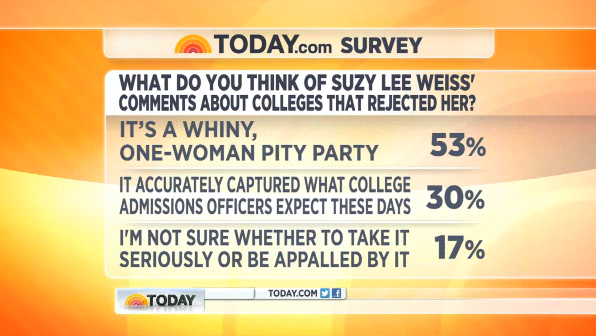 TODAY.com SURVEY
WHAT DO YOU THINK OF SUZY LEE WEISS'
COMMENTS ABOUT COLLEGES THAT REJECTED HER?
IT'S A WHINY,
ONE-WOMAN PITY PARTY 53%
IT ACCURATELY CAPTURED WHAT COLLEGE
ADMISSIONS OFFICERS EXPECT THESE DAYS 30%
I'M NOT SURE WHETHER TO TAKE IT
SERIOUSLY OR BE APPALLED BY IT 17%
TODAY TODAY.COM